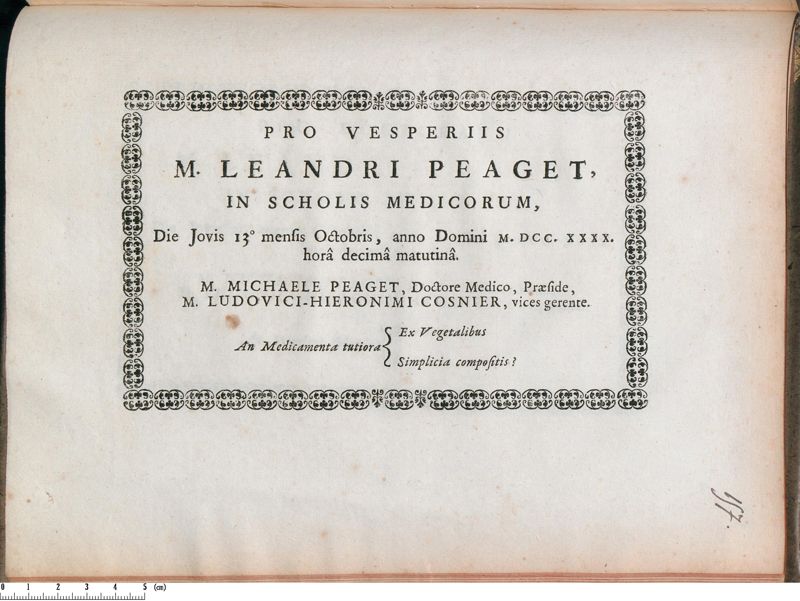 PRO VESPERIIS
M. LEANDRI PEAGET,
IN SCHOLIS MEDICORUM,
Die Jovis 13° mensis Octobris, anno Domini M. DCC. XXXX.
horâ decimâ matutinâ.
M. MICHAELE PEAGET, Doctore Medico, Præside,
M. LUDOVICI-HIERONIMI COSNIER, vices gerente.
An Medicamenta tutiora { Ex Vegetalibus
Simplicia compositis ?
157.
0 1 2 3 4 5 (cm)